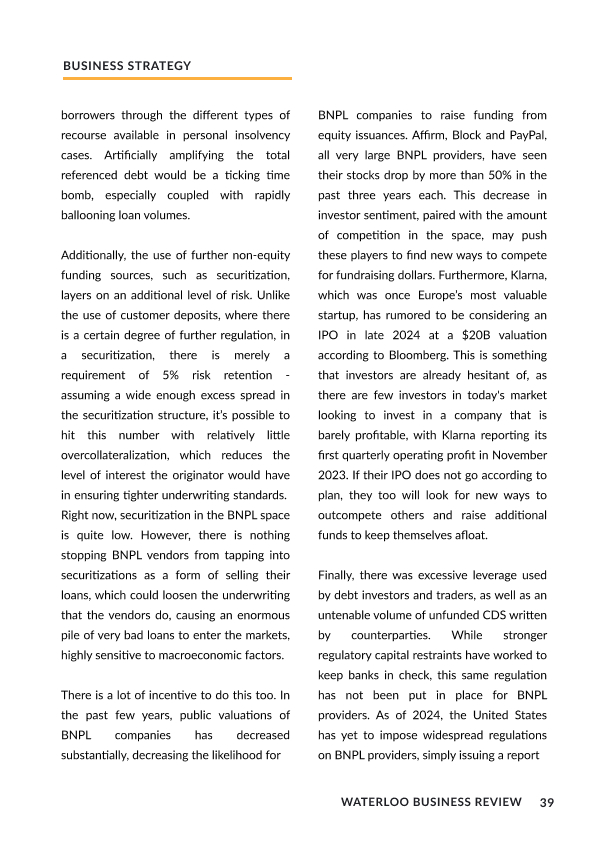 BUSINESS STRATEGY
borrowers through the different types of
recourse available in personal insolvency
cases. Artificially amplifying the total
referenced debt would be a ticking time
bomb, especially coupled with rapidly
ballooning loan volumes.
Additionally, the use of further non-equity
funding sources, such as securitization,
layers on an additional level of risk. Unlike
the use of customer deposits, where there
is a certain degree of further regulation, in
a securitization, there is merely a
requirement of 5% risk retention -
assuming a wide enough excess spread in
the securitization structure, it's possible to
hit this number with relatively little
overcollateralization, which reduces the
level of interest the originator would have
in ensuring tighter underwriting standards.
Right now, securitization in the BNPL space
is quite low. However, there is nothing
stopping BNPL vendors from tapping into
securitizations as a form of selling their
loans, which could loosen the underwriting
that the vendors do, causing an enormous
pile of very bad loans to enter the markets,
highly sensitive to macroeconomic factors.
There is a lot of incentive to do this too. In
the past few years, public valuations of
BNPL companies has decreased
substantially, decreasing the likelihood for
BNPL companies to raise funding from
equity issuances. Affirm, Block and PayPal,
all very large BNPL providers, have seen
their stocks drop by more than 50% in the
past three years each. This decrease in
investor sentiment, paired with the amount
of competition in the space, may push
these players to find new ways to compete
for fundraising dollars. Furthermore, Klarna,
which was once Europe's most valuable
startup, has rumored to be considering an
IPO in late 2024 at a $20B valuation
according to Bloomberg. This is something
that investors are already hesitant of, as
there are few investors in today's market
looking to invest in a company that is
barely profitable, with Klarna reporting its
first quarterly operating profit in November
2023. If their IPO does not go according to
plan, they too will look for new ways to
outcompete others and raise additional
funds to keep themselves afloat.
Finally, there was excessive leverage used
by debt investors and traders, as well as an
untenable volume of unfunded CDS written
by counterparties. While stronger
regulatory capital restraints have worked to
keep banks in check, this same regulation
has not been put in place for BNPL
providers. As of 2024, the United States
has yet to impose widespread regulations
on BNPL providers, simply issuing a report
WATERLOO BUSINESS REVIEW 39